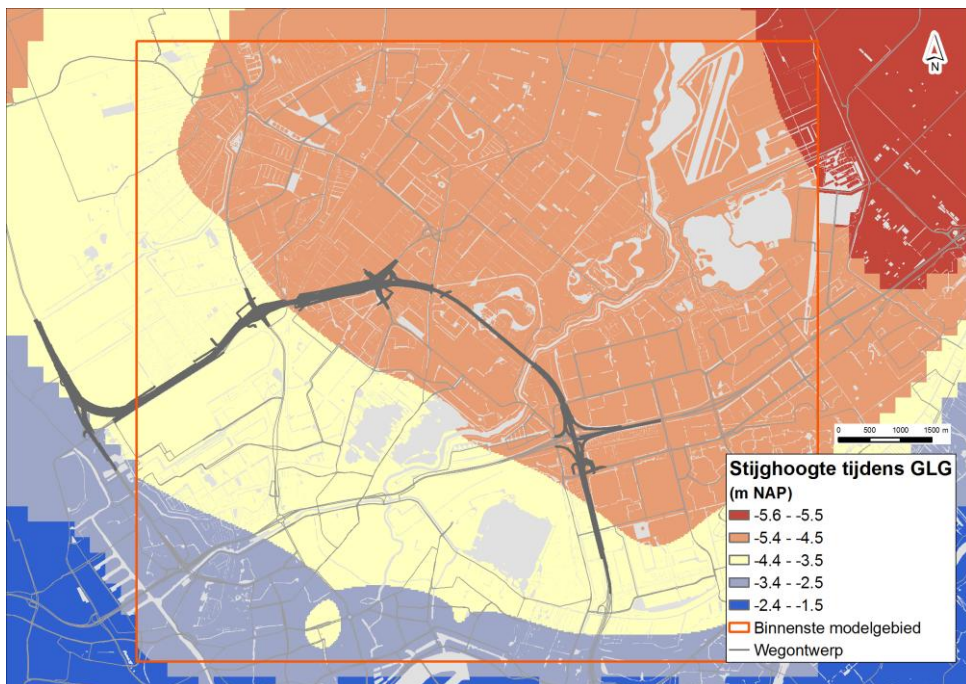 N
0 500 1000 1500 m
Stijghoogte tijdens GLG
(m NAP)
-5.6 - -5.5
-5.4 - -4.5
-4.4 - -3.5
-3.4 - -2.5
-2.4 - -1.5
Binnenste modelgebied
Wegontwerp